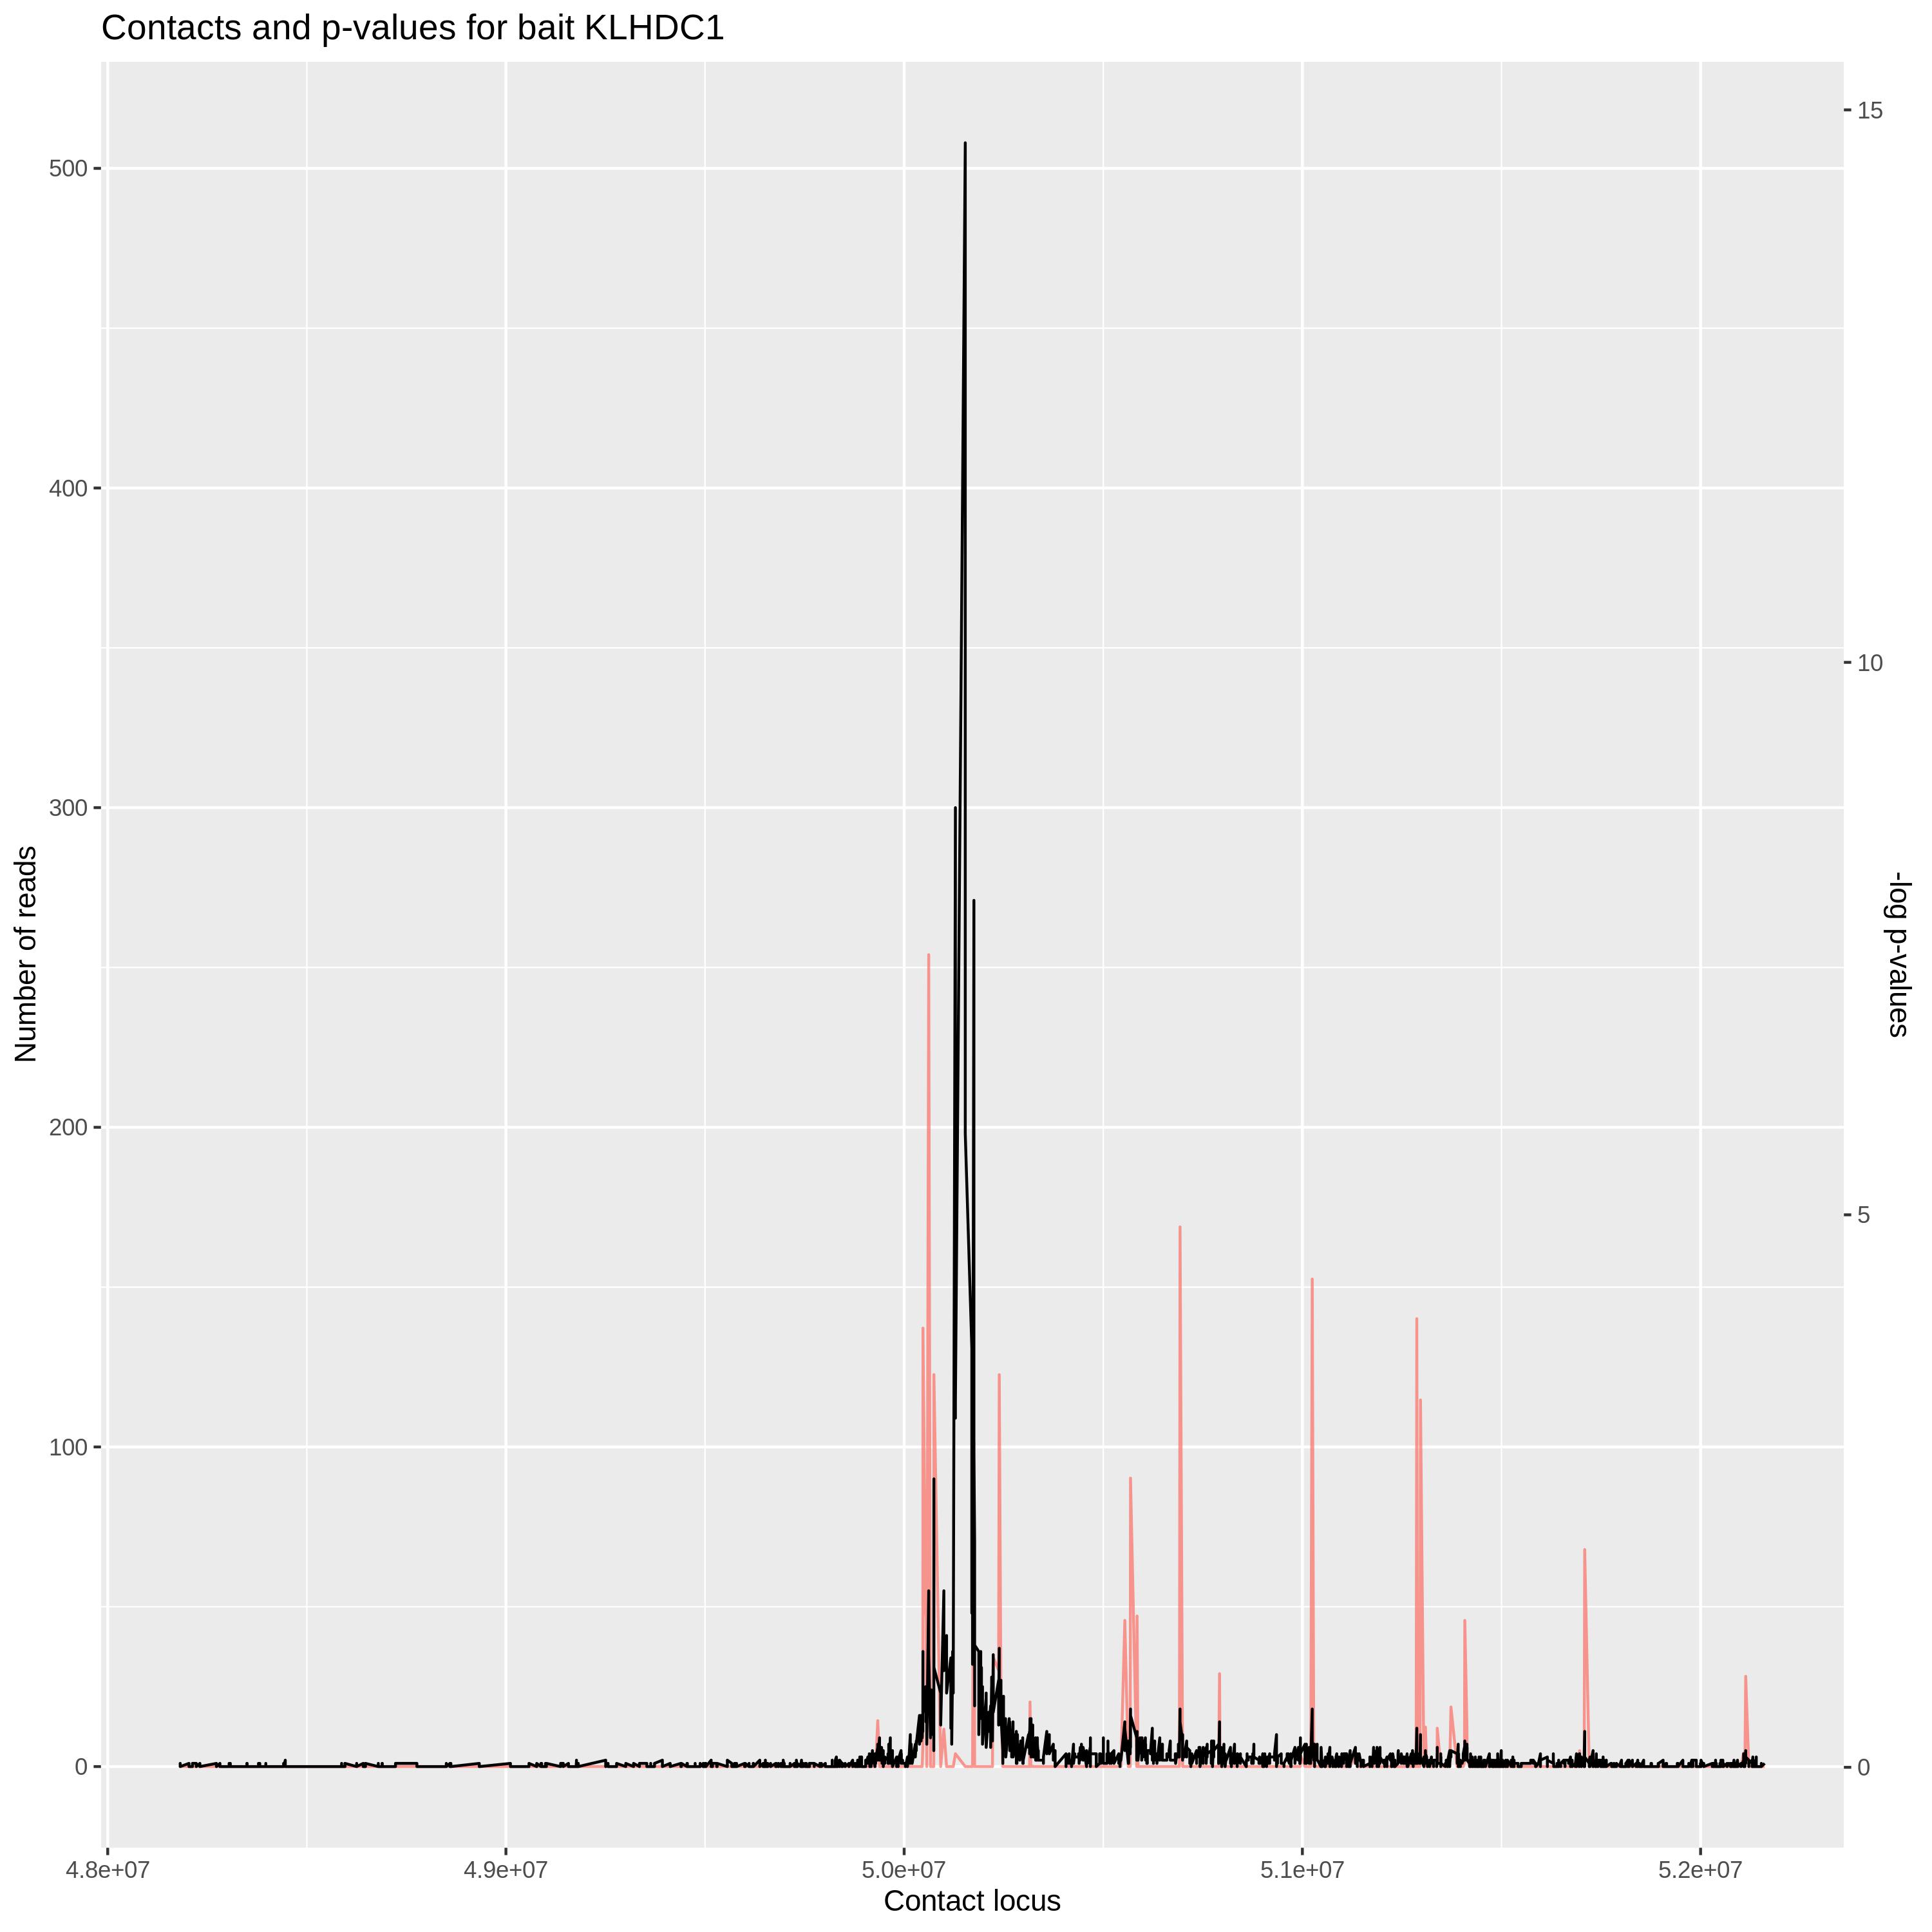 Contacts and p-values for bait KLHDC1
Number of reads
500
400
300
200
100
0
15
10
5
0
-log p-values
4.8e+07 4.9e+07 5.0e+07 5.1e+07 5.2e+07
Contact locus